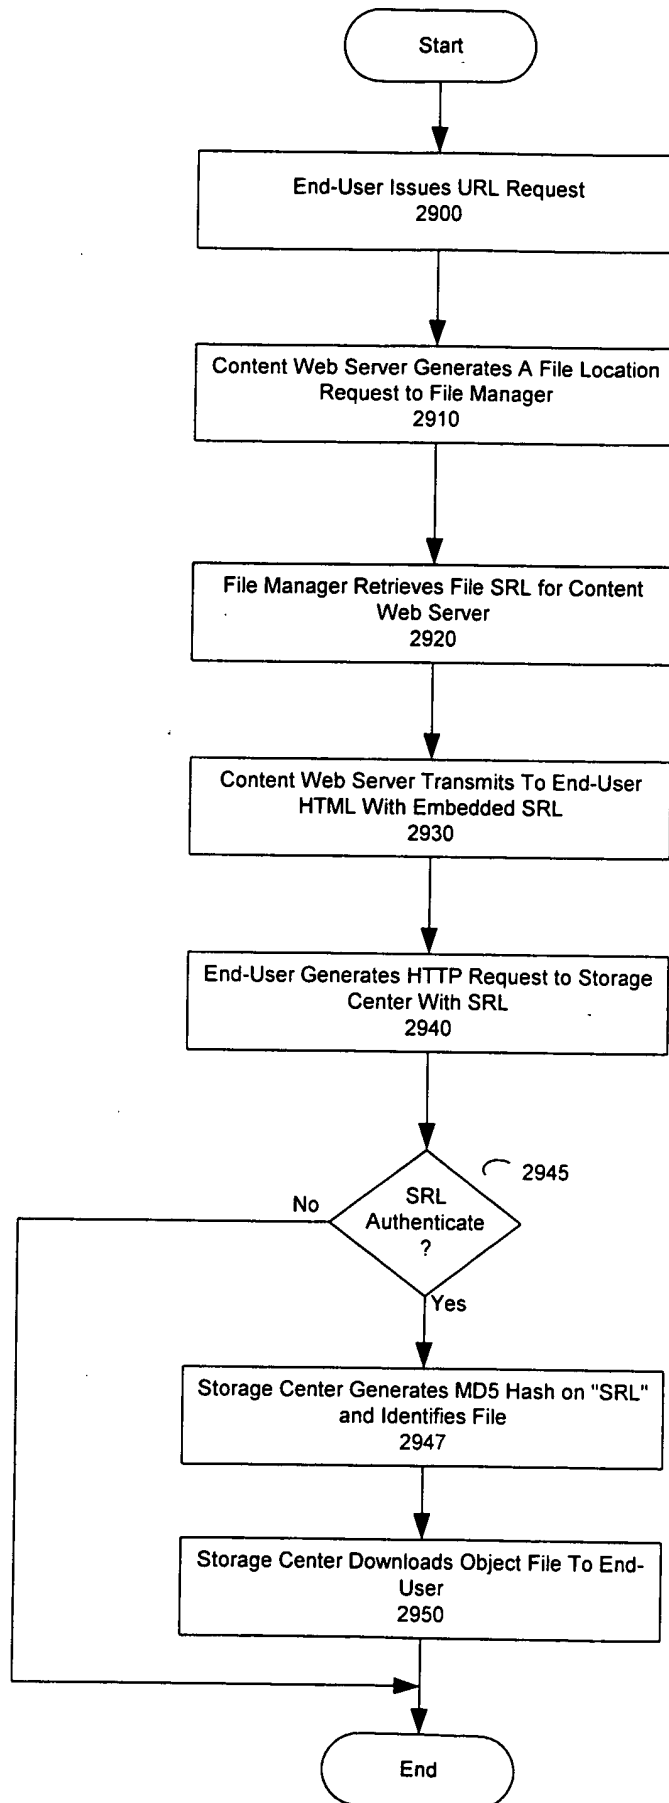 Start
End-User Issues URL Request
2900
Content Web Server Generates A File Location
Request to File Manager
2910
File Manager Retrieves File SRL for Content
Web Server
2920
Content Web Server Transmits To End-User
HTML With Embedded SRL
2930
End-User Generates HTTP Request to Storage
Center With SRL
2940
2945
No
SRL
Authenticate
?
Yes
Storage Center Generates MD5 Hash on "SRL"
and Identifies File
2947
Storage Center Downloads Object File To End-
User
2950
End